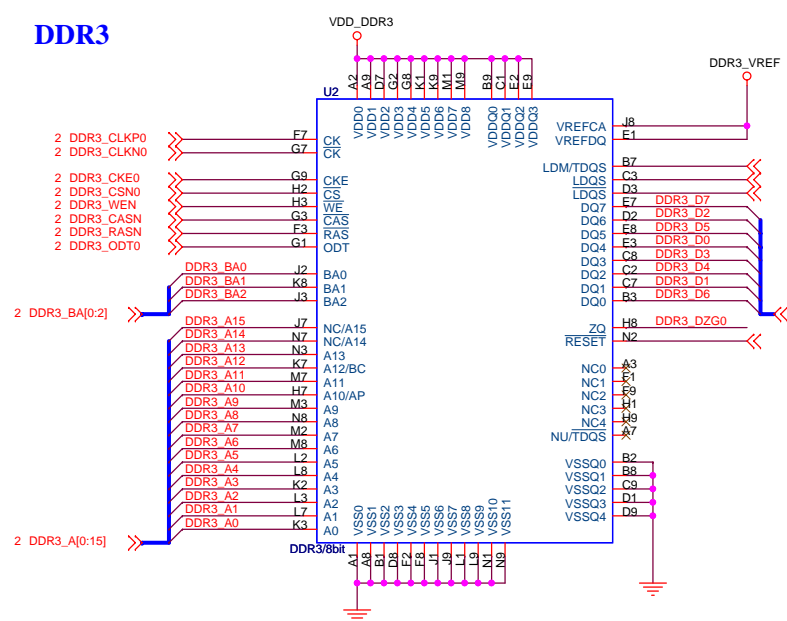 DDR3
VDD_DDR3
DDR3_VREF
A2 A9 D7 G2 G8 K1 K9 M1 M9 B9 C1 E2 E9
U2
VDD0 VDD1 VDD2 VDD3 VDD4 VDD5 VDD6 VDD7 VDD8 VDDQ0 VDDQ1 VDDQ2 VDDQ3
VREFCA J8
VREFDQ E1
2 DDR3_CLKP0 F7 CK
2 DDR3_CLKN0 G7 CK
LDM/TDQS B7
LDQS C3
LDQS D3
2 DDR3_CKE0 G9 CKE
2 DDR3_CSN0 H2 CS
2 DDR3_WEN H3 WE
2 DDR3_CASN G3 CAS
2 DDR3_RASN F3 RAS
2 DDR3_ODT0 G1 ODT
DQ7 E7 DDR3_D7
DQ6 D2 DDR3_D2
DQ5 E8 DDR3_D5
DQ4 E3 DDR3_D0
DQ3 C8 DDR3_D3
DQ2 C2 DDR3_D4
DQ1 C7 DDR3_D1
DQ0 B3 DDR3_D6
DDR3_BA0 J2 BA0
DDR3_BA1 K8 BA1
DDR3_BA2 J3 BA2
2 DDR3_BA[0:2]
ZQ H8 DDR3_DZG0
RESET N2
DDR3_A15 J7 NC/A15
DDR3_A14 N7 NC/A14
DDR3_A13 N3 A13
DDR3_A12 K7 A12/BC
DDR3_A11 M7 A11
DDR3_A10 H7 A10/AP
DDR3_A9 M3 A9
DDR3_A8 N8 A8
DDR3_A7 M2 A7
DDR3_A6 M8 A6
DDR3_A5 L2 A5
DDR3_A4 L8 A4
DDR3_A3 K2 A3
DDR3_A2 L3 A2
DDR3_A1 L7 A1
DDR3_A0 K3 A0
2 DDR3_A[0:15]
NC0 A3
NC1 F1
NC2 F9
NC3 H1
NC4 H9
NU/TDQS A7
VSSQ0 B2
VSSQ1 B8
VSSQ2 C9
VSSQ3 D1
VSSQ4 D9
VSS0 VSS1 VSS2 VSS3 VSS4 VSS5 VSS6 VSS7 VSS8 VSS9 VSS10 VSS11
DDR3/8bit
A1 A8 B1 D8 F2 F8 J1 J9 L1 L9 N1 N9